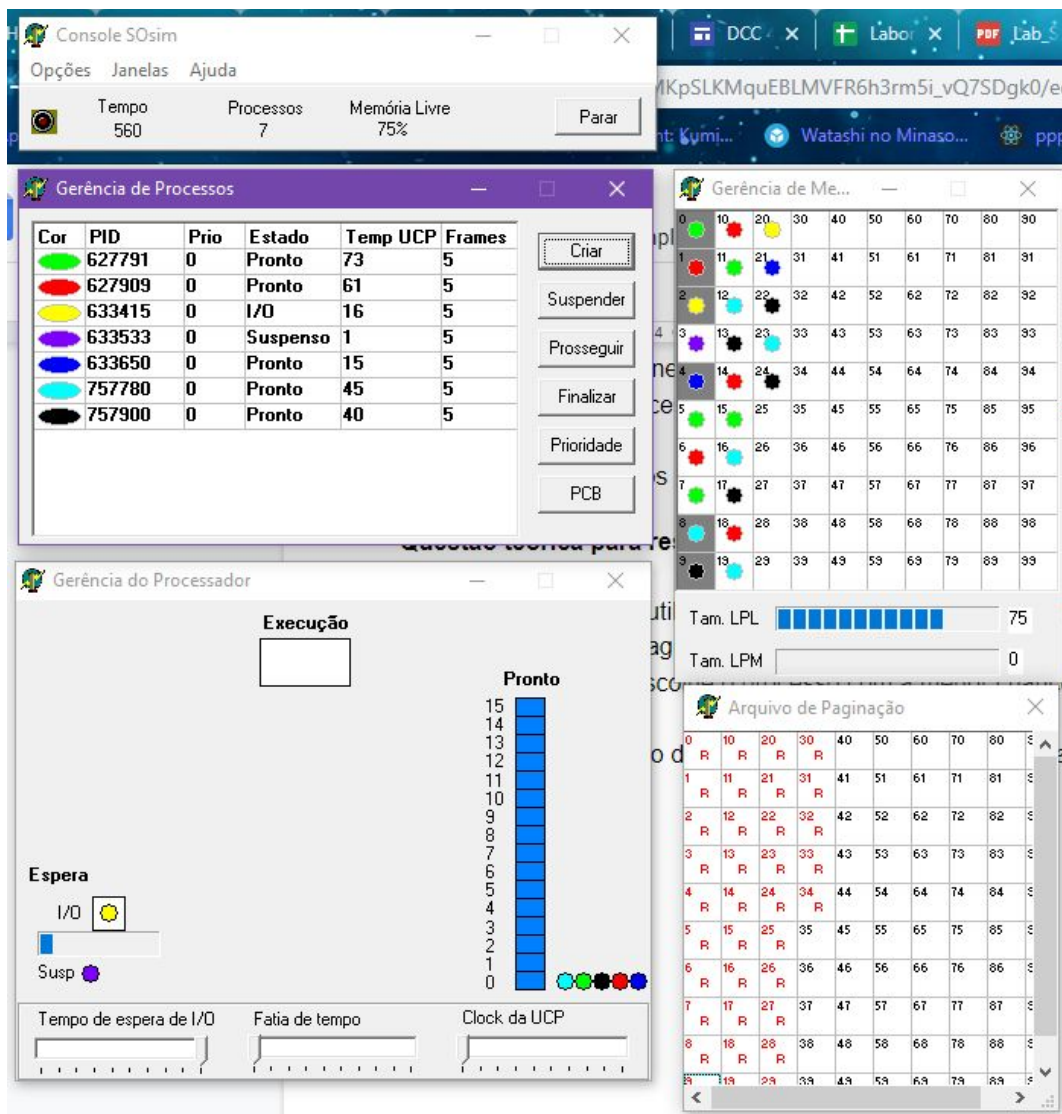 Console SOsim
Opções Janelas Ajuda
Tempo Processos Memória Livre
560 7 75%
Parar
DCC
Labor
PDF Lab_S
MKpSLKMquEBLMVFR6h3rm5i_vQ7SDgk0/e
Kumi... Watashi no Minaso... ppp
Gerência de Processos
Cor PID Prio Estado Temp UCP Frames
627791 0 Pronto 73 5
627909 0 Pronto 61 5
633415 0 I/O 16 5
633533 0 Suspenso 1 5
633650 0 Pronto 15 5
757780 0 Pronto 45 5
757900 0 Pronto 40 5
Criar
Suspender
Prosseguir
Finalizar
Prioridade
PCB
Gerência de Me...
0 10 20 30 40 50 60 70 80 90
1 11 21 31 41 51 61 71 81 91
2 12 22 32 42 52 62 72 82 92
3 13 23 33 43 53 63 73 83 93
4 14 24 34 44 54 64 74 84 94
5 15 25 35 45 55 65 75 85 95
6 16 26 36 46 56 66 76 86 96
7 17 27 37 47 57 67 77 87 97
8 18 28 38 48 58 68 78 88 98
9 19 29 39 49 59 69 79 89 99
Tam. LPL 75
Tam. LPM 0
Gerência do Processador
Execução
Pronto
15
14
13
12
11
10
9
8
7
6
5
4
3
2
1
0
Espera
I/O
Susp
Tempo de espera de I/O Fatia de tempo Clock da UCP
Arquivo de Paginação
0 10 20 30 40 50 60 70 80
R R R R
1 11 21 31 41 51 61 71 81
R R R R
2 12 22 32 42 52 62 72 82
R R R R
3 13 23 33 43 53 63 73 83
R R R R
4 14 24 34 44 54 64 74 84
R R R R
5 15 25 35 45 55 65 75 85
R R R
6 16 26 36 46 56 66 76 86
R R R
7 17 27 37 47 57 67 77 87
R R R
8 18 28 38 48 58 68 78 88
R R R
9 19 29 39 49 59 69 79 89